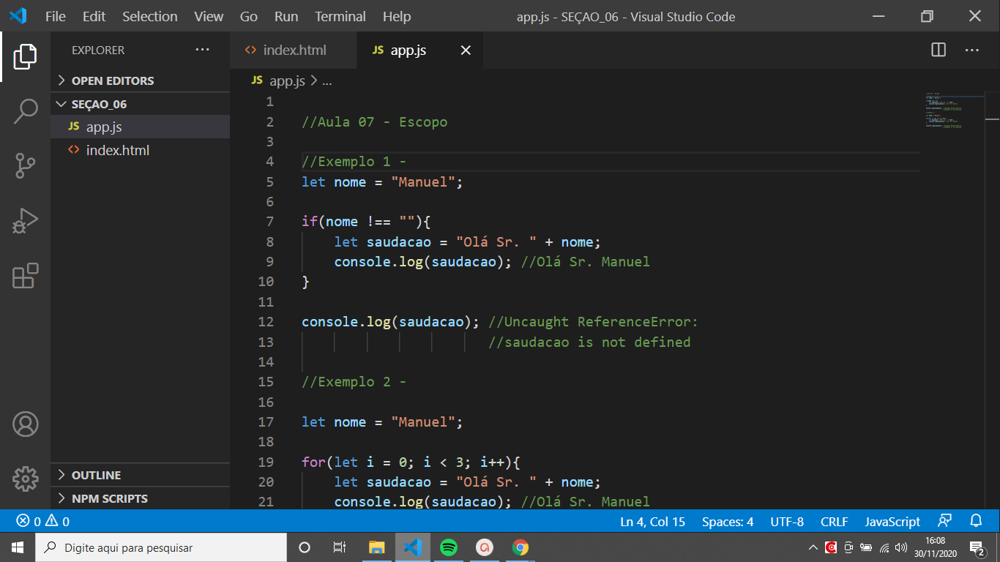 File Edit Selection View Go Run Terminal Help app.js - SEÇAO_06 - Visual Studio Code
EXPLORER
OPEN EDITORS
SEÇAO_06
JS app.js
<> index.html
OUTLINE
NPM SCRIPTS
<> index.html JS app.js
JS app.js > ...
1
2 //Aula 07 - Escopo
3
4 //Exemplo 1 -
5 let nome = "Manuel";
6
7 if(nome !== ""){
8 let saudacao = "Olá Sr. " + nome;
9 console.log(saudacao); //Olá Sr. Manuel
10 }
11
12 console.log(saudacao); //Uncaught ReferenceError:
13 //saudacao is not defined
14
15 //Exemplo 2 -
16
17 let nome = "Manuel";
18
19 for(let i = 0; i < 3; i++){
20 let saudacao = "Olá Sr. " + nome;
21 console.log(saudacao); //Olá Sr. Manuel
0 0 Ln 4, Col 15 Spaces: 4 UTF-8 CRLF JavaScript
Digite aqui para pesquisar
16:08
30/11/2020
2